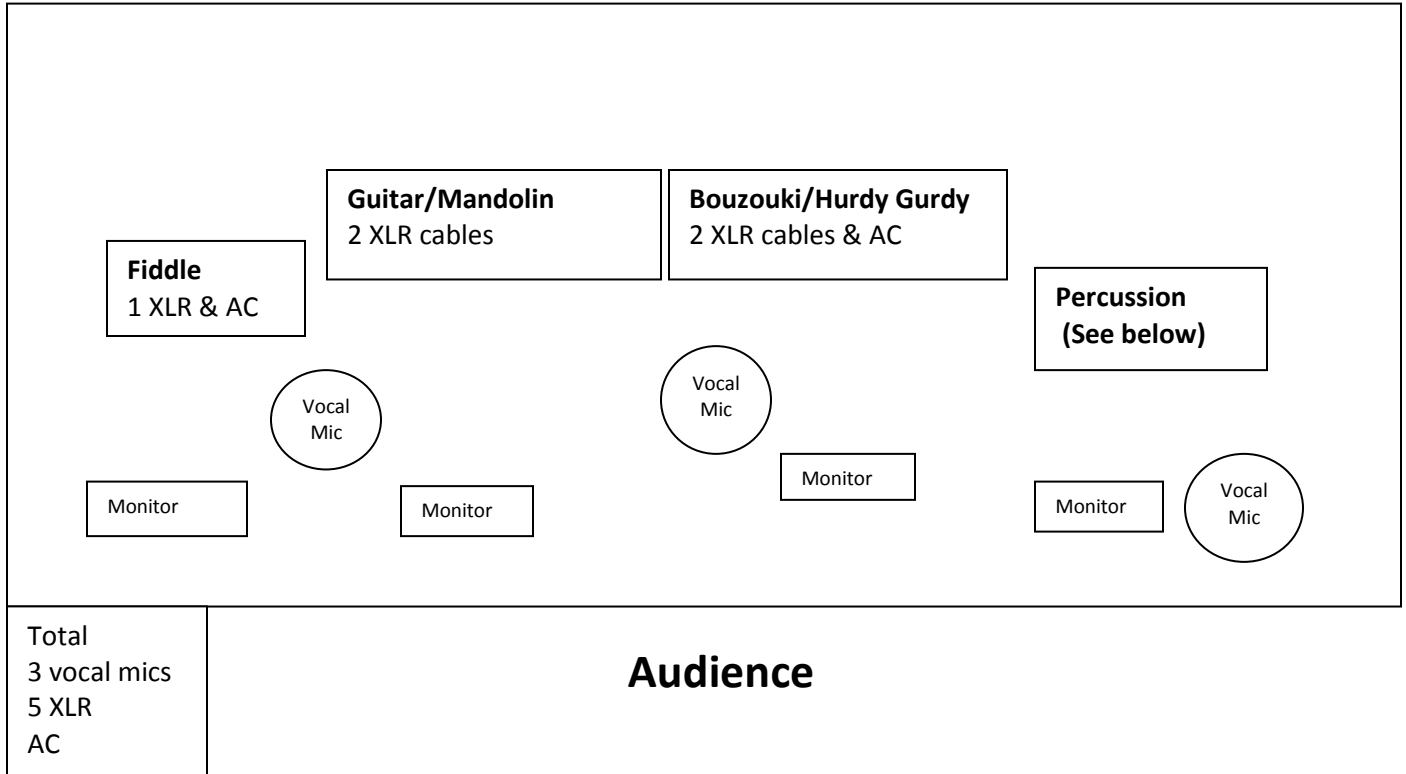 Guitar/Mandolin
2 XLR cables
Bouzouki/Hurdy Gurdy
2 XLR cables & AC
Fiddle
1 XLR & AC
Percussion
(See below)
Vocal
Mic
Vocal
Mic
Monitor
Monitor
Monitor
Monitor
Vocal
Mic
Total
3 vocal mics
5 XLR
AC
Audience